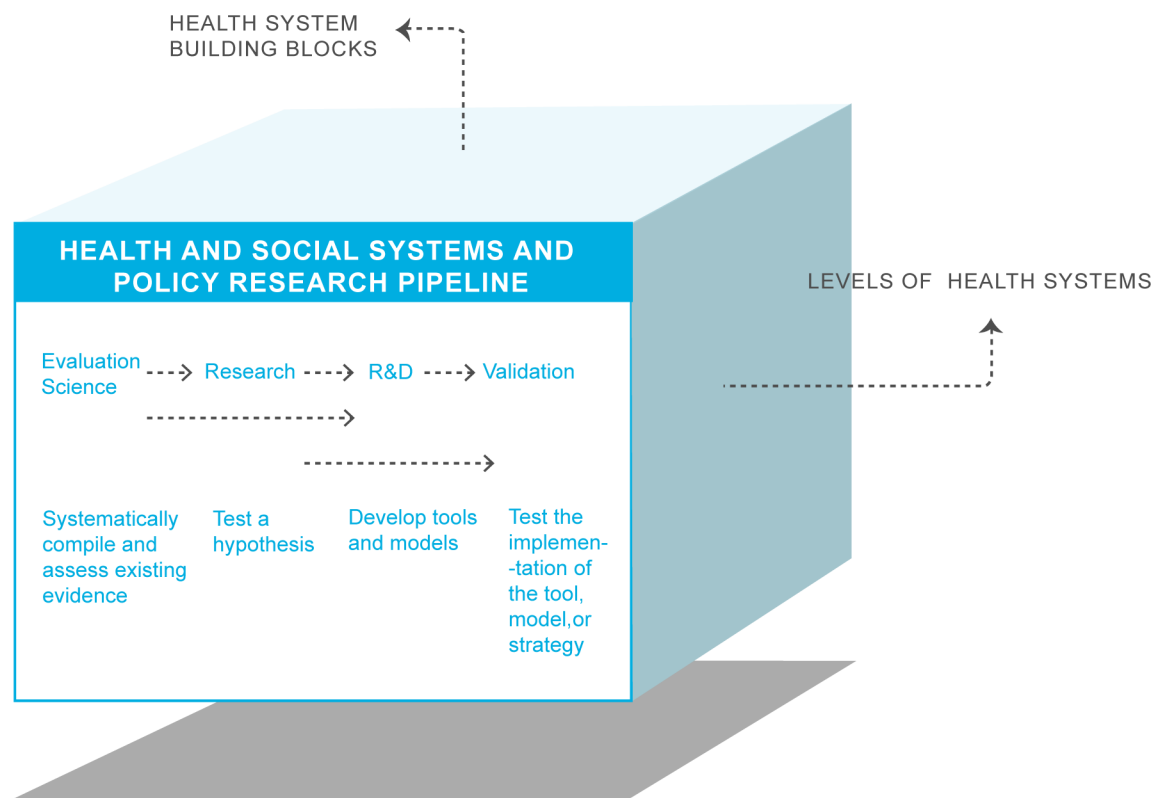 HEALTH SYSTEM
BUILDING BLOCKS
HEALTH AND SOCIAL SYSTEMS AND
POLICY RESEARCH PIPELINE
LEVELS OF HEALTH SYSTEMS
Evaluation
Science
Research
R&D
Validation
Systematically
compile and
assess existing
evidence
Test a
hypothesis
Develop tools
and models
Test the
implemen-
-tation of
the tool,
model,or
strategy